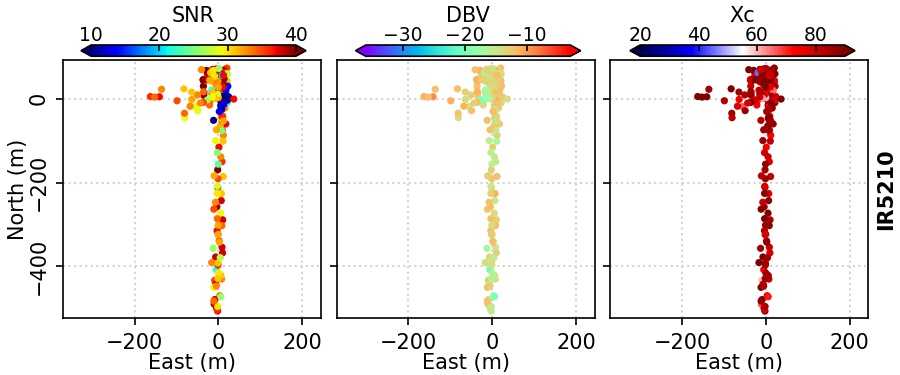 SNR DBV Xc
10 20 30 40 −30 −20 −10 20 40 60 80
North (m)
0
−200
−400
IR5210
−200 0 200 −200 0 200 −200 0 200
East (m) East (m) East (m)